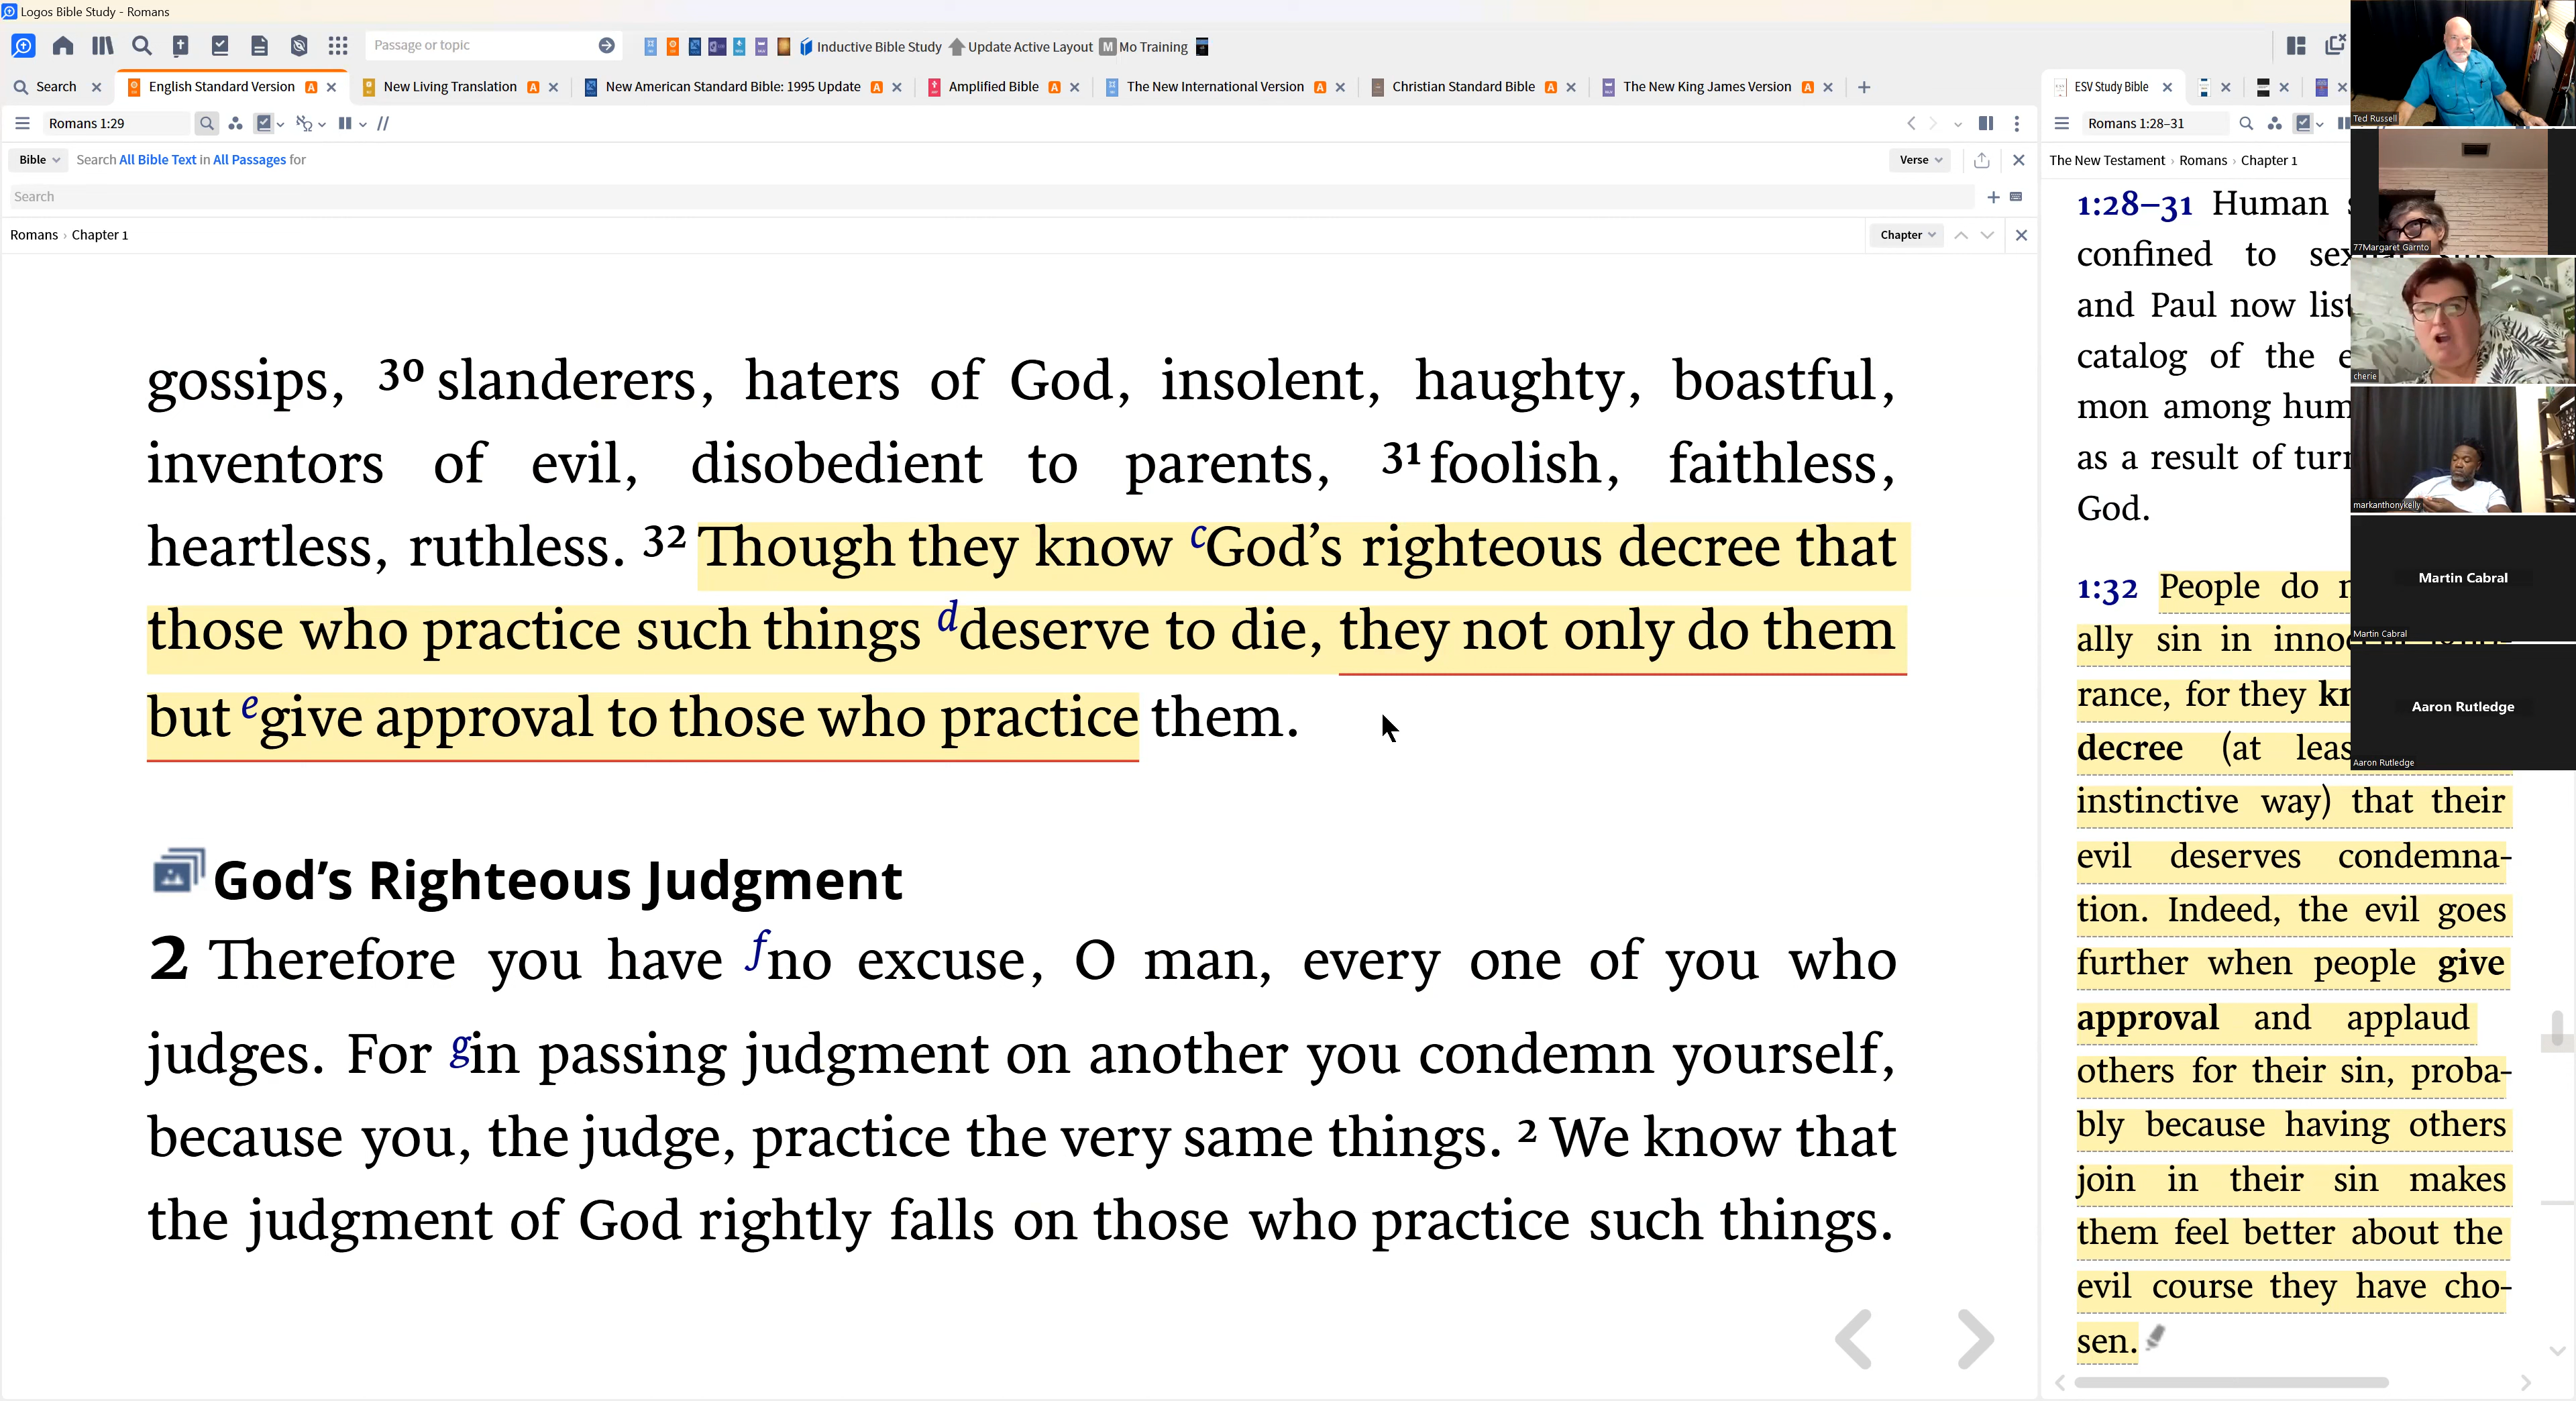 Logos Bible Study - Romans
Passage or topic
Inductive Bible Study
Update Active Layout
M Mo Training
Search
English Standard Version A
New Living Translation A
New American Standard Bible: 1995 Update A
Amplified Bible A
The New International Version A
Christian Standard Bible A
The New King James Version A
Romans 1:29
Bible
Search All Bible Text in All Passages for
Verse
Search
Romans › Chapter 1
Chapter
gossips, 30 slanderers, haters of God, insolent, haughty, boastful,
inventors of evil, disobedient to parents, 31 foolish, faithless,
heartless, ruthless. 32 Though they know cGod’s righteous decree that
those who practice such things ddeserve to die, they not only do them
but egive approval to those who practice them.
God’s Righteous Judgment
2 Therefore you have fno excuse, O man, every one of you who
judges. For gin passing judgment on another you condemn yourself,
because you, the judge, practice the very same things. 2 We know that
the judgment of God rightly falls on those who practice such things.
ESV Study Bible
Romans 1:28–31
The New Testament › Romans › Chapter 1
1:28–31 Human
confined to
and Paul now
catalog of the
mon among
as a result of
God.
1:32 People do
ally sin in
rance, for they
decree (at
instinctive way) that their
evil deserves condemna-
tion. Indeed, the evil goes
further when people give
approval and applaud
others for their sin, proba-
bly because having others
join in their sin makes
them feel better about the
evil course they have cho-
sen.
Ted Russell
77Margaret Garnto
cherie
markanthonykelly
Martin Cabral
Martin Cabral
Aaron Rutledge
Aaron Rutledge